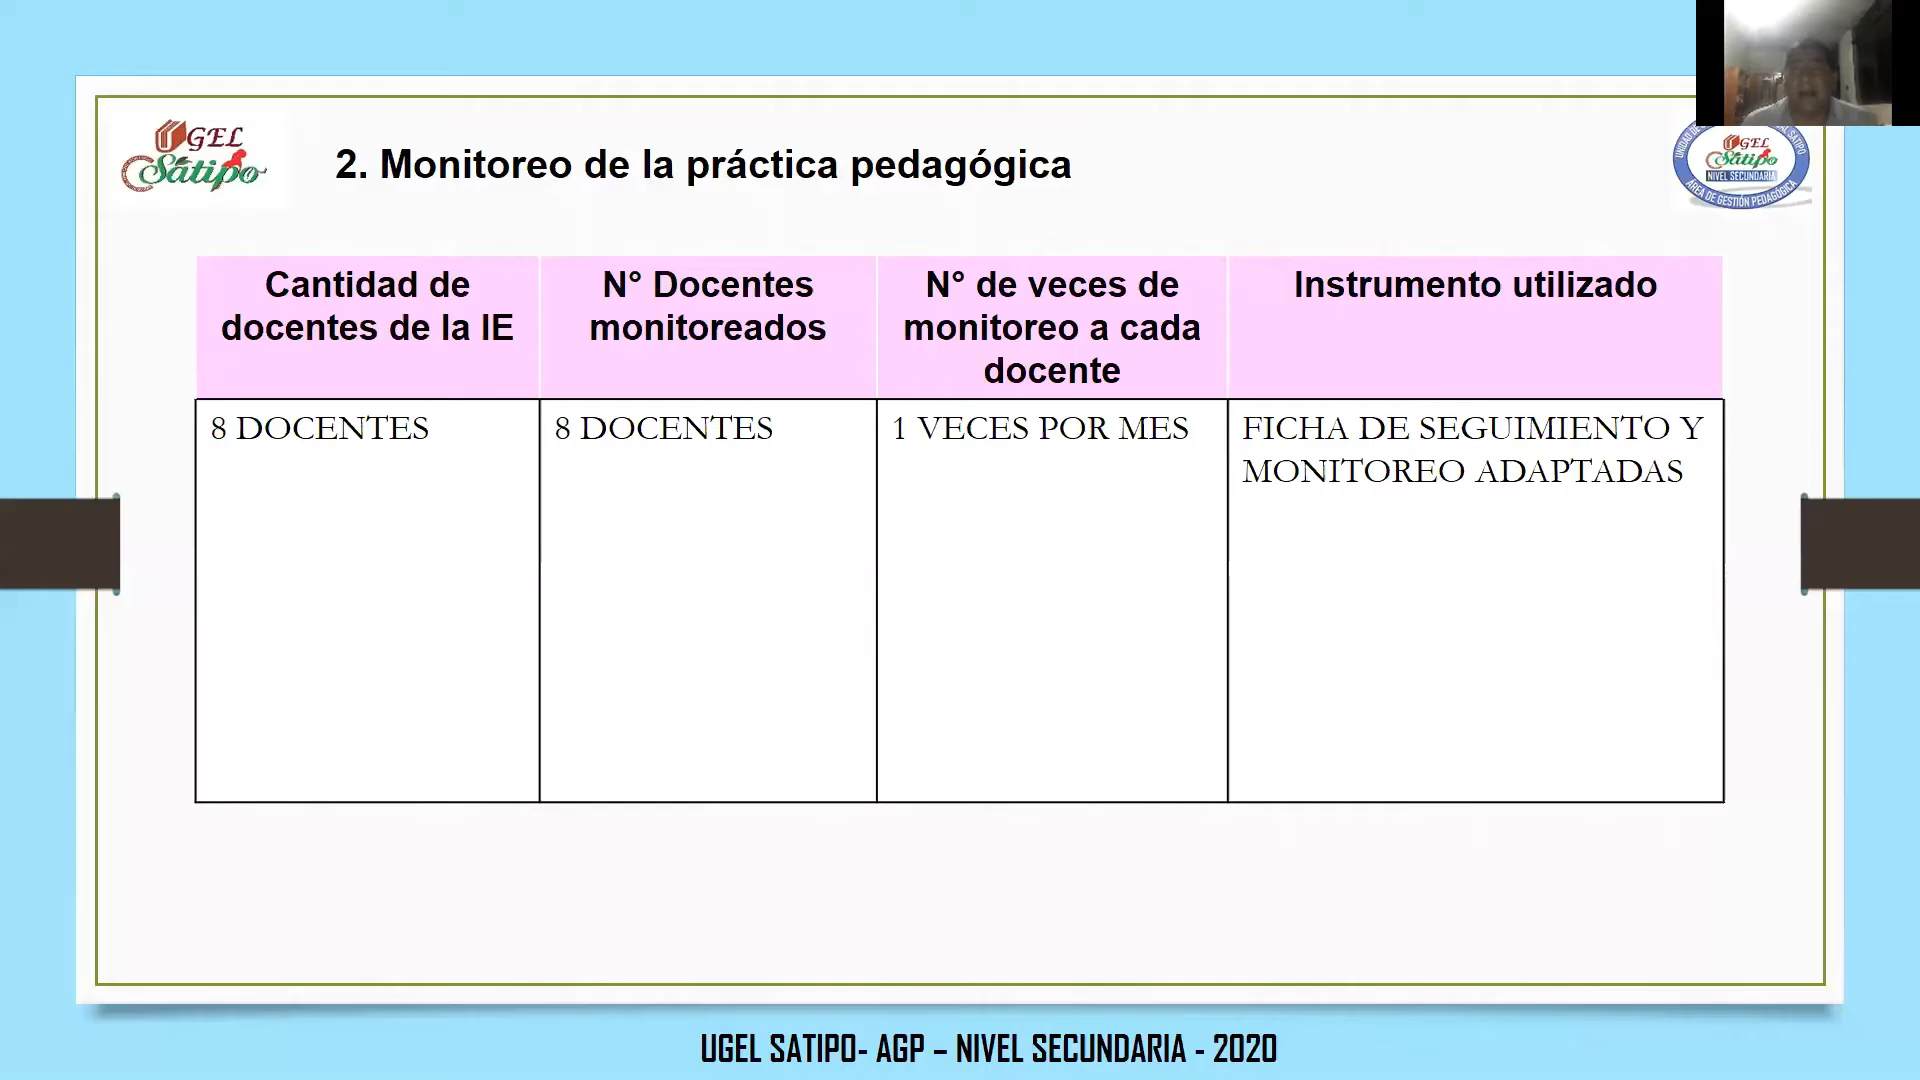 UGEL
Satipo
2. Monitoreo de la práctica pedagógica
UGEL
Satipo
NIVEL SECUNDARIA
ÁREA DE GESTIÓN PEDAGÓGICA
Cantidad de
docentes de la IE
N° Docentes
monitoreados
N° de veces de
monitoreo a cada
docente
Instrumento utilizado
8 DOCENTES
8 DOCENTES
1 VECES POR MES
FICHA DE SEGUIMIENTO Y
MONITOREO ADAPTADAS
UGEL SATIPO- AGP – NIVEL SECUNDARIA - 2020